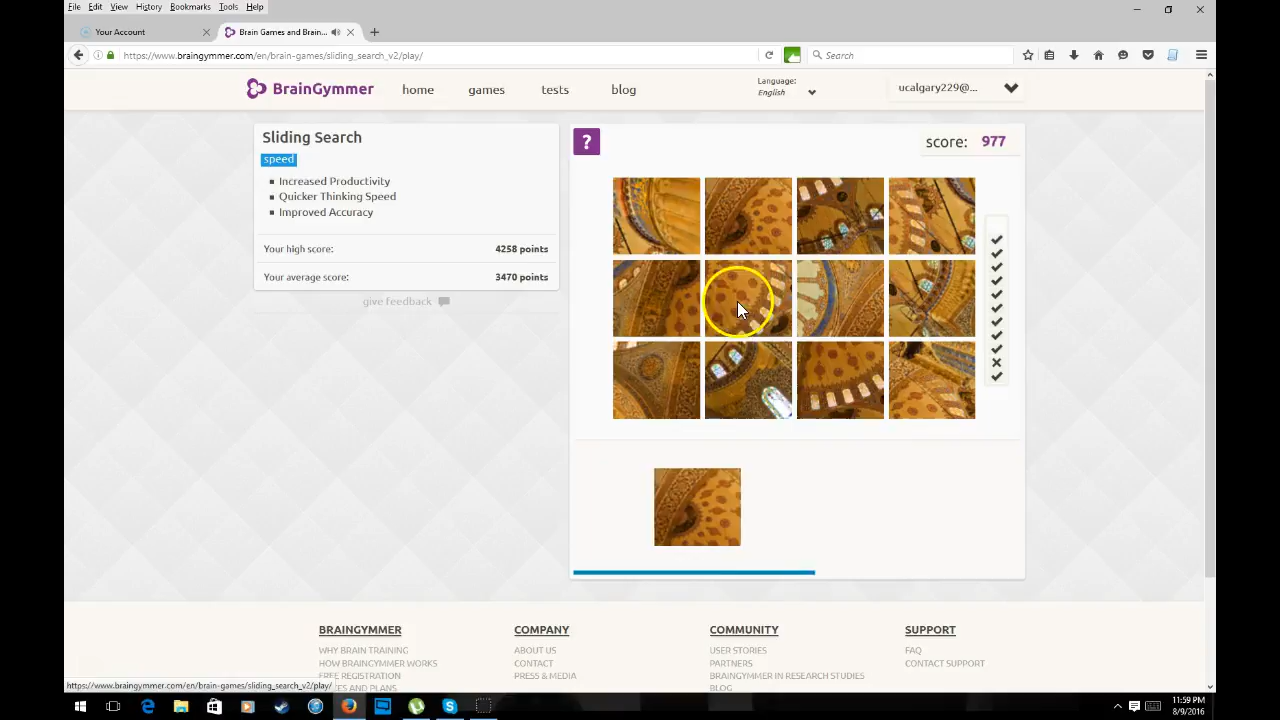 File Edit View History Bookmarks Tools Help
Your Account
Brain Games and Brain...
https://www.braingymmer.com/en/brain-games/sliding_search_v2/play/
Search
BrainGymmer
home games tests blog
Language:
English
ucalgary229@...
Sliding Search
speed
Increased Productivity
Quicker Thinking Speed
Improved Accuracy
Your high score: 4258 points
Your average score: 3470 points
give feedback
?
score: 977
BRAINGYMMER
WHY BRAIN TRAINING
HOW BRAINGYMMER WORKS
FREE REGISTRATION
COMPANY
ABOUT US
CONTACT
PRESS & MEDIA
COMMUNITY
USER STORIES
PARTNERS
BRAINGYMMER IN RESEARCH STUDIES
BLOG
SUPPORT
FAQ
CONTACT SUPPORT
https://www.braingymmer.com/en/brain-games/sliding_search_v2/play/
11:59 PM
8/9/2016